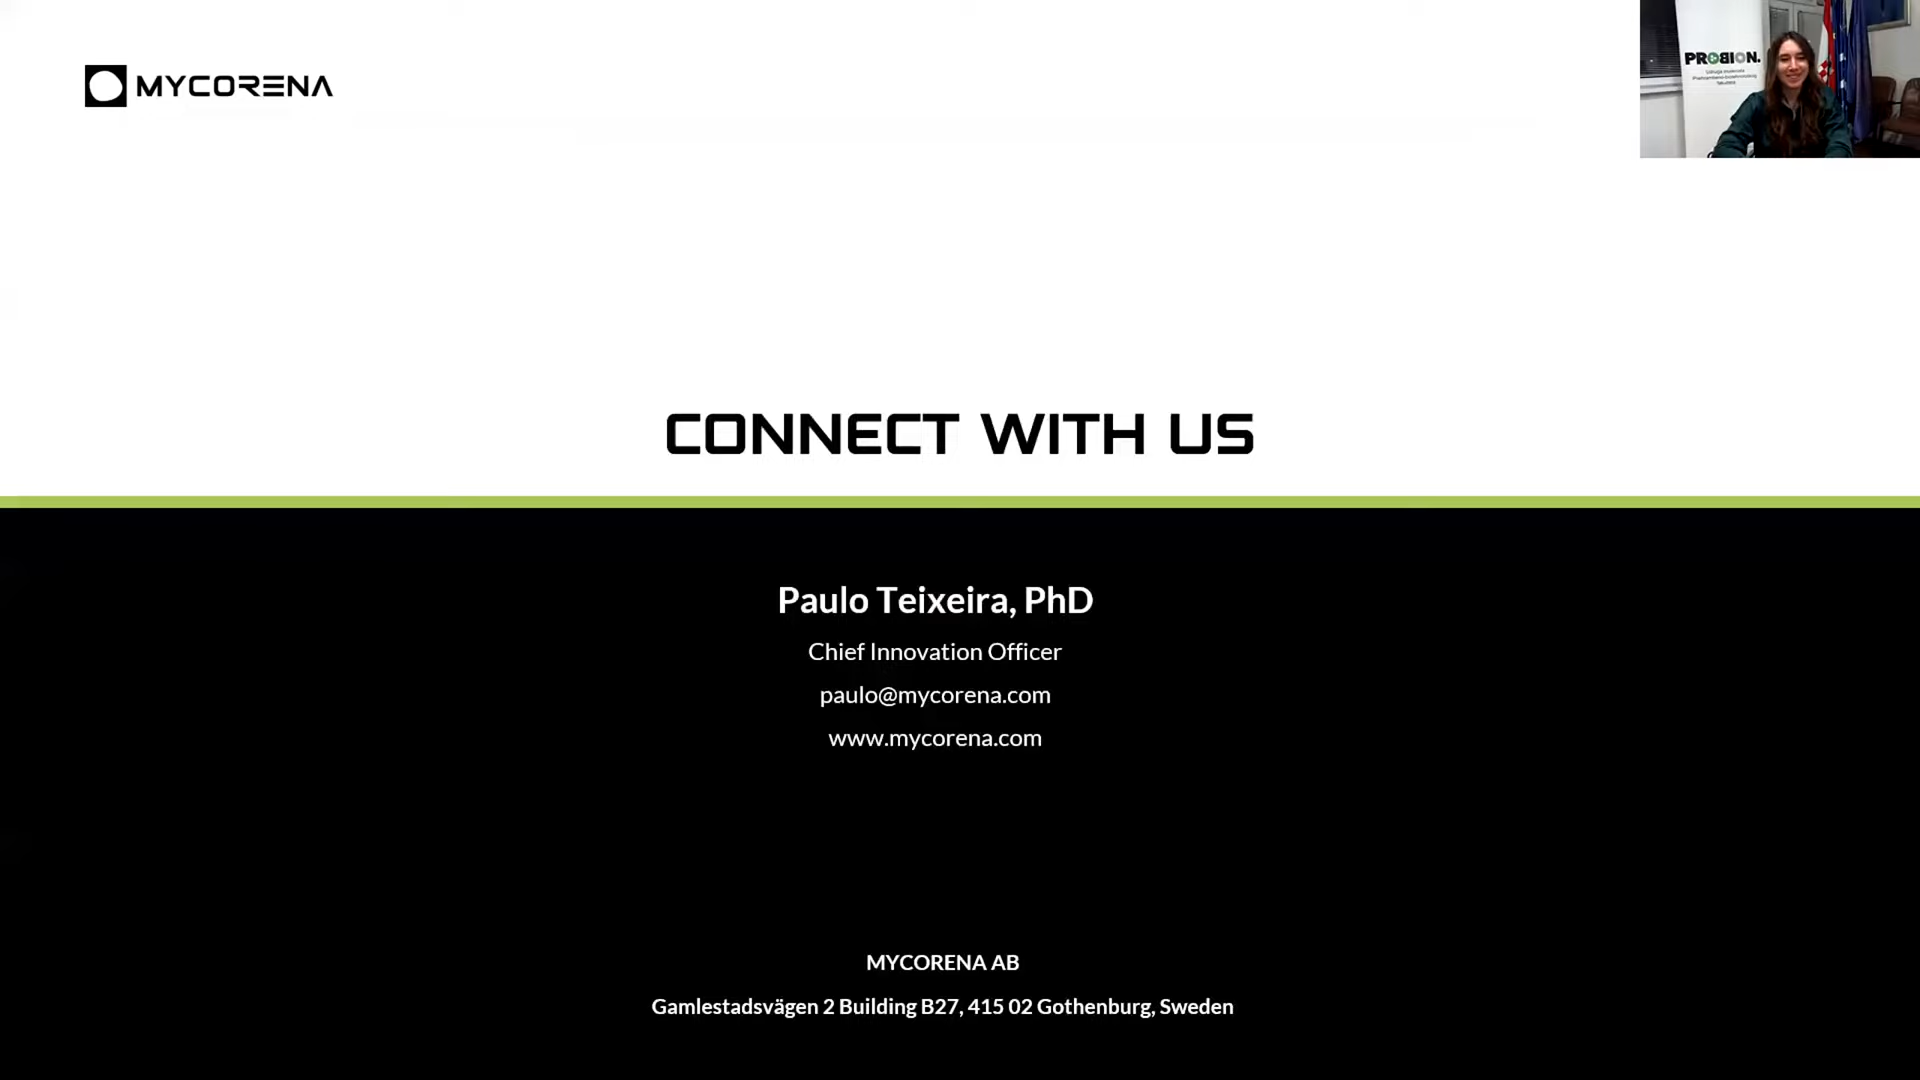 MYCORENA
PROBION.
CONNECT WITH US
Paulo Teixeira, PhD
Chief Innovation Officer
paulo@mycorena.com
www.mycorena.com
MYCORENA AB
Gamlestadsvägen 2 Building B27, 415 02 Gothenburg, Sweden